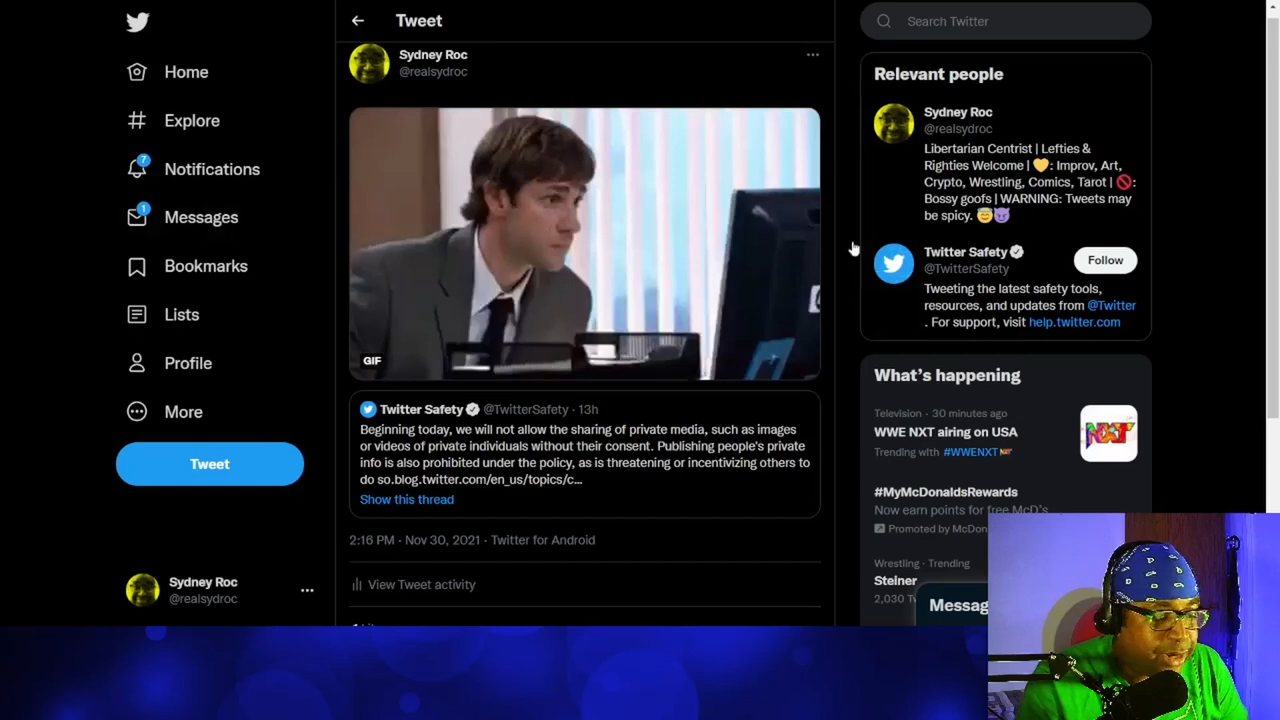 Home
Explore
7
Notifications
1
Messages
Bookmarks
Lists
Profile
More
Tweet
Sydney Roc
@realsydroc
Tweet
Sydney Roc
@realsydroc
GIF
Twitter Safety @TwitterSafety · 13h
Beginning today, we will not allow the sharing of private media, such as images
or videos of private individuals without their consent. Publishing people's private
info is also prohibited under the policy, as is threatening or incentivizing others to
do so.blog.twitter.com/en_us/topics/c...
Show this thread
2:16 PM · Nov 30, 2021 · Twitter for Android
View Tweet activity
Search Twitter
Relevant people
Sydney Roc
@realsydroc
Libertarian Centrist | Lefties &
Righties Welcome | 💛: Improv, Art,
Crypto, Wrestling, Comics, Tarot | 🚫:
Bossy goofs | WARNING: Tweets may
be spicy. 😇😈
Twitter Safety
@TwitterSafety
Follow
Tweeting the latest safety tools,
resources, and updates from @Twitter
. For support, visit help.twitter.com
What's happening
Television · 30 minutes ago
WWE NXT airing on USA
Trending with #WWENXT
NXT
#MyMcDonaldsRewards
Now earn points for free McD's
Promoted by McDon
Wrestling · Trending
Steiner
2,030
Messag